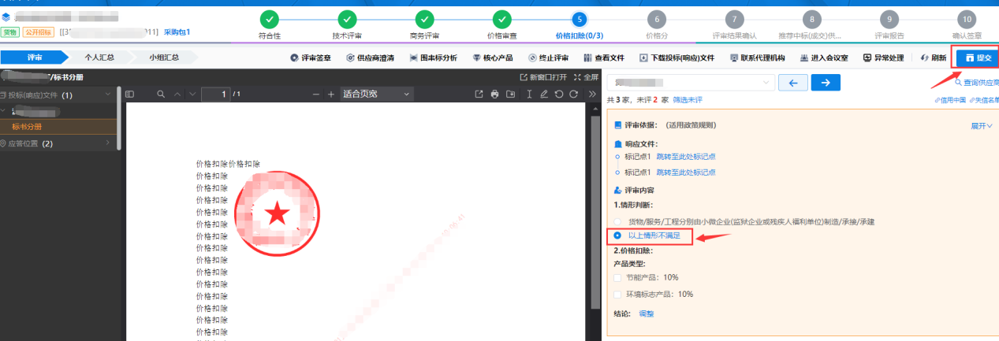 5 6 7 8 9 10
货物 公开招标 [[3 011] 采购包1
符合性 技术评审 商务评审 价格审查 价格扣除(0/3) 价格分 评审结果确认 推荐中标(成交)供... 评审报告 确认签章
评审 个人汇总 小组汇总 评审签章 供应商澄清 围串标分析 核心产品 终止评审 查看文件 下载投标(响应)文件 联系代理机构 进入会议室 异常处理 刷新 提交
/标书分册 新窗口打开 全屏
投标(响应)文件 (1)
标书分册
应答位置 (2)
1 / 1 适合页宽
价格扣除价格扣除
价格扣除
价格扣除
价格扣除
价格扣除
价格扣除
价格扣除
价格扣除
价格扣除
价格扣除
价格扣除
价格扣除
价格扣除
价格扣除
价格扣除
查询供应商
共 3 家，未评 2 家 筛选未评 信用中国 失信名单
评审依据： (适用政策规则) 展开
响应文件：
标记点1 跳转至此处标记点
标记点1 跳转至此处标记点
评审内容
1.情形判断：
货物/服务/工程分别由小微企业(监狱企业或残疾人福利单位)制造/承接/承建
以上情形不满足
2.价格扣除：
产品类型：
节能产品：10%
环境标志产品：10%
结论： 调整